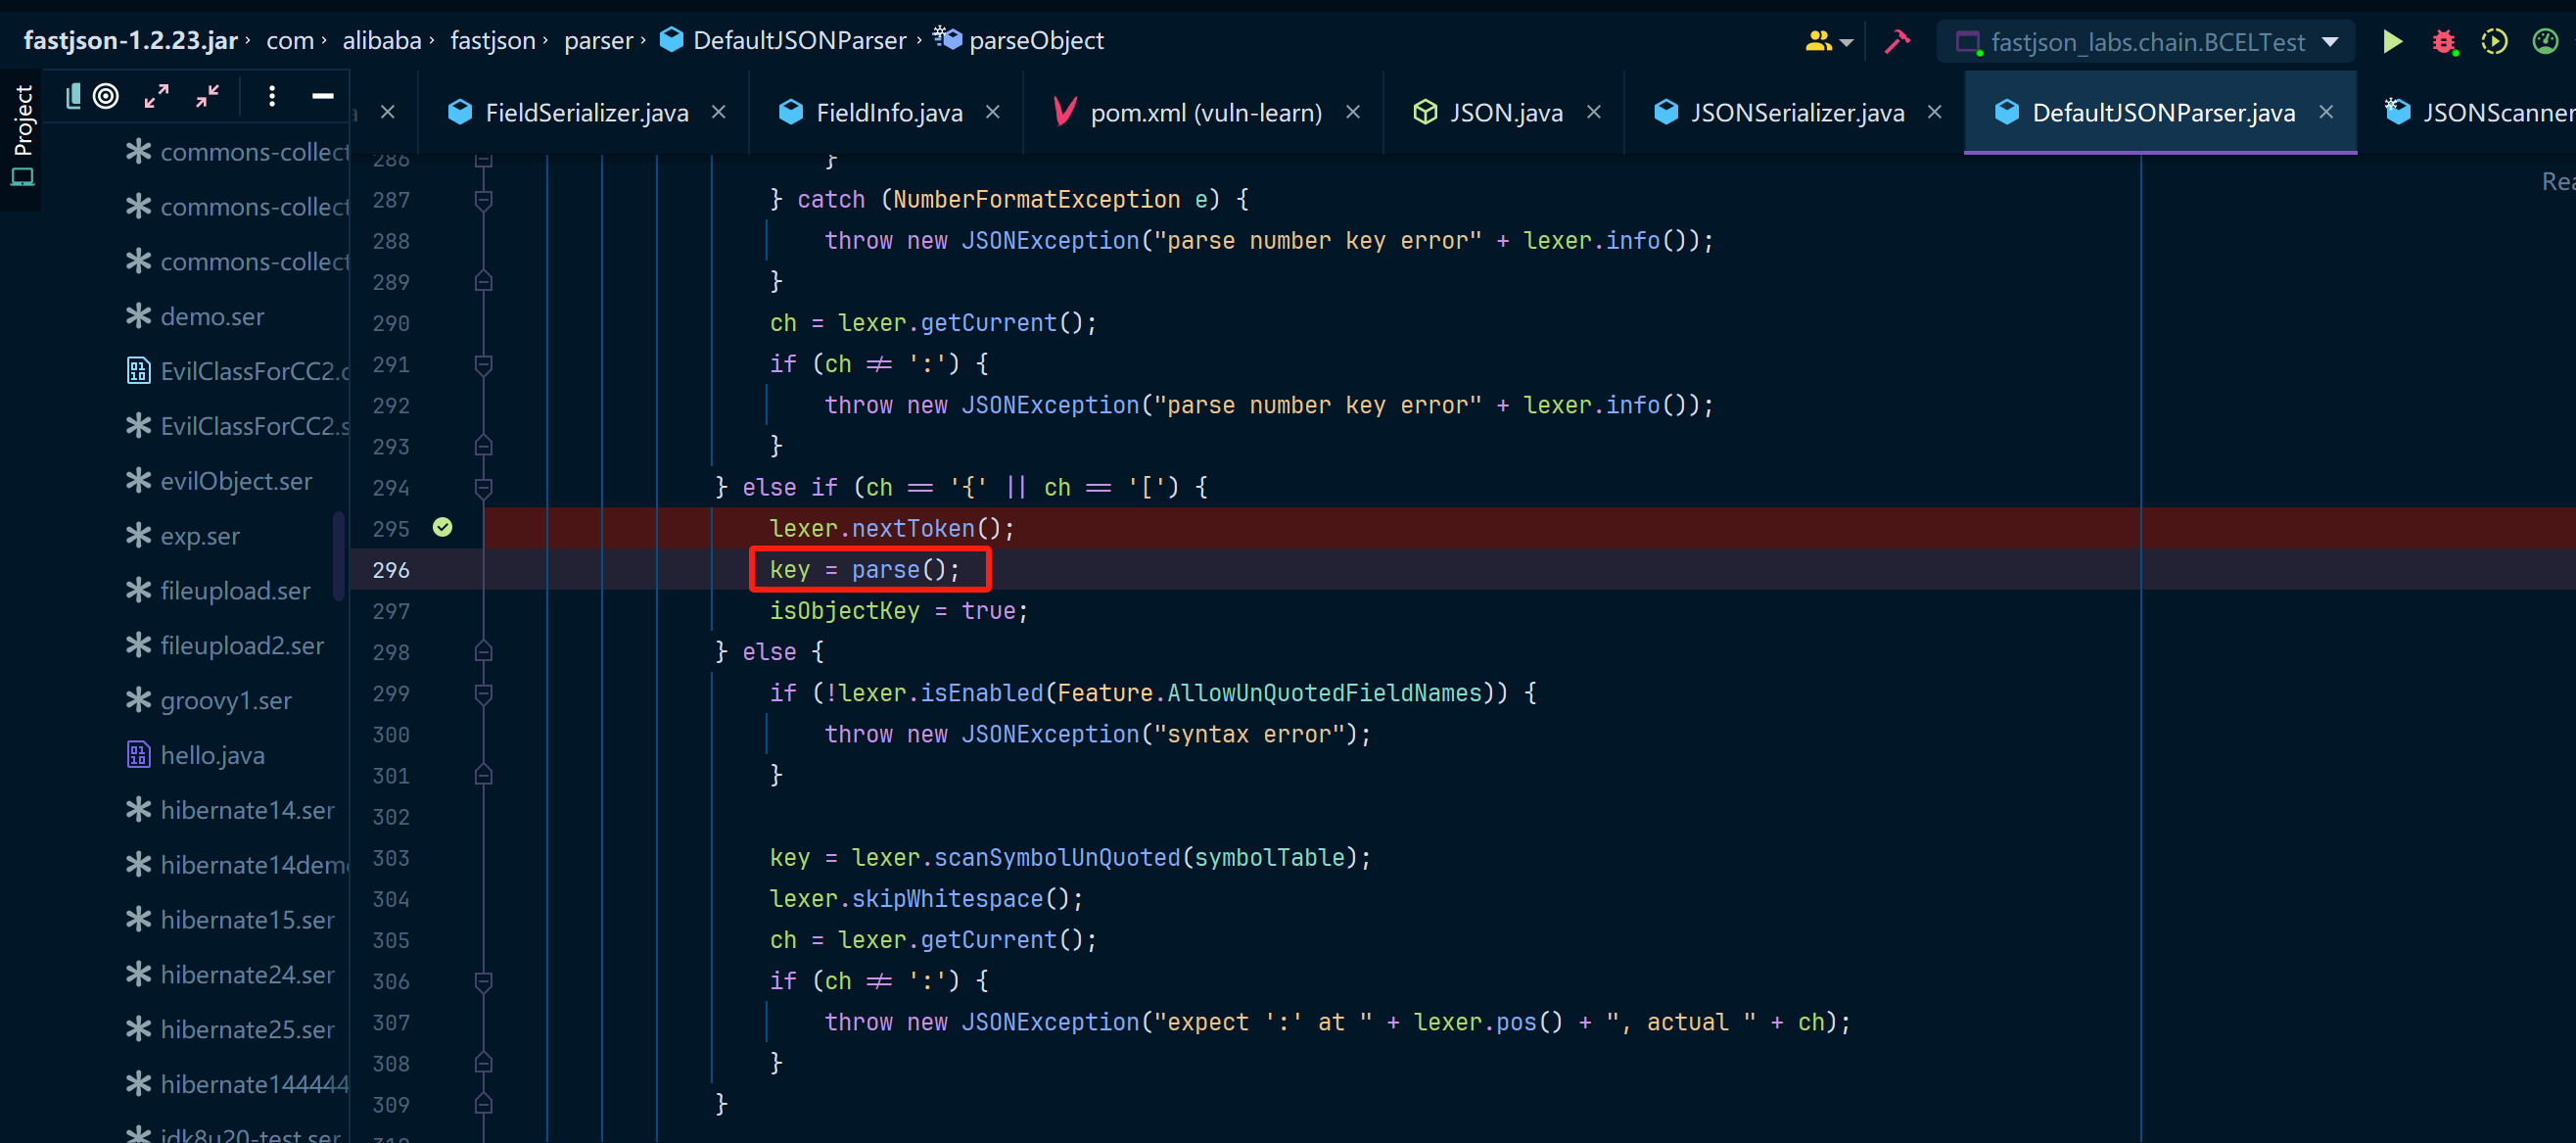 fastjson-1.2.23.jar › com › alibaba › fastjson › parser › DefaultJSONParser › parseObject
fastjson_labs.chain.BCELTest
Project
FieldSerializer.java
FieldInfo.java
pom.xml (vuln-learn)
JSON.java
JSONSerializer.java
DefaultJSONParser.java
JSONScanner
Rea
commons-collect
commons-collect
commons-collect
demo.ser
EvilClassForCC2.c
EvilClassForCC2.s
evilObject.ser
exp.ser
fileupload.ser
fileupload2.ser
groovy1.ser
hello.java
hibernate14.ser
hibernate14dem
hibernate15.ser
hibernate24.ser
hibernate25.ser
hibernate144444
jdk8u20-test.ser
286 }
287 } catch (NumberFormatException e) {
288 throw new JSONException("parse number key error" + lexer.info());
289 }
290 ch = lexer.getCurrent();
291 if (ch != ':') {
292 throw new JSONException("parse number key error" + lexer.info());
293 }
294 } else if (ch == '{' || ch == '[') {
295 lexer.nextToken();
296 key = parse();
297 isObjectKey = true;
298 } else {
299 if (!lexer.isEnabled(Feature.AllowUnQuotedFieldNames)) {
300 throw new JSONException("syntax error");
301 }
302
303 key = lexer.scanSymbolUnQuoted(symbolTable);
304 lexer.skipWhitespace();
305 ch = lexer.getCurrent();
306 if (ch != ':') {
307 throw new JSONException("expect ':' at " + lexer.pos() + ", actual " + ch);
308 }
309 }
310